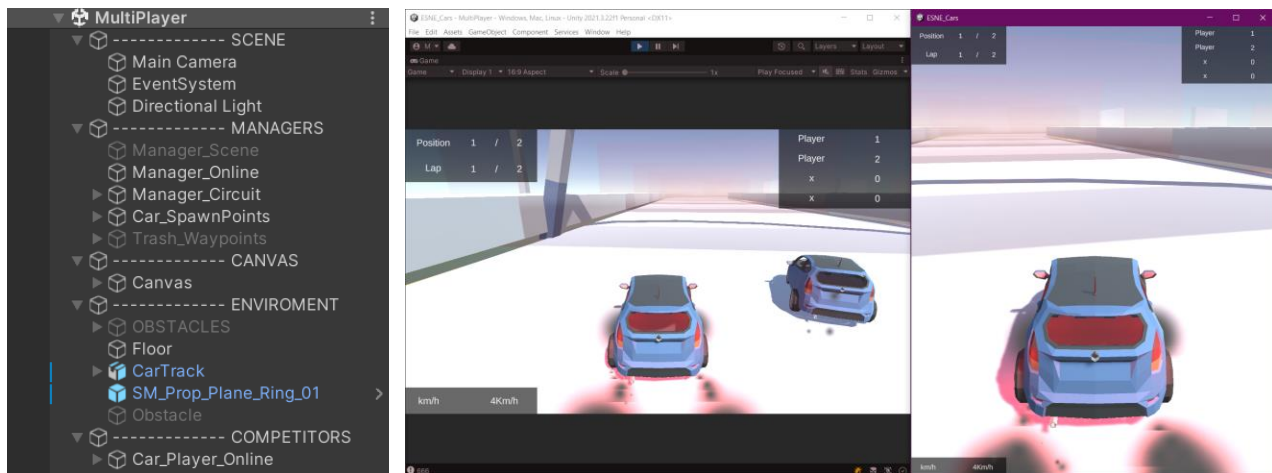 MultiPlayer
------------- SCENE
Main Camera
EventSystem
Directional Light
------------- MANAGERS
Manager_Scene
Manager_Online
Manager_Circuit
Car_SpawnPoints
Trash_Waypoints
------------- CANVAS
Canvas
------------- ENVIROMENT
OBSTACLES
Floor
CarTrack
SM_Prop_Plane_Ring_01
Obstacle
------------- COMPETITORS
Car_Player_Online
ESNE_Cars - MultiPlayer - Windows, Mac, Linux - Unity 2021.3.22f1 Personal <DX11>
File Edit Assets GameObject Component Services Window Help
M
Layers
Layout
Game
Game Display 1 16:9 Aspect Scale 1x Play Focused Stats Gizmos
Position 1 / 2
Lap 1 / 2
Player 1
Player 2
x 0
x 0
km/h 4Km/h
666
ESNE_Cars
Position 1 / 2
Lap 1 / 2
Player 1
Player 2
x 0
x 0
km/h 4Km/h